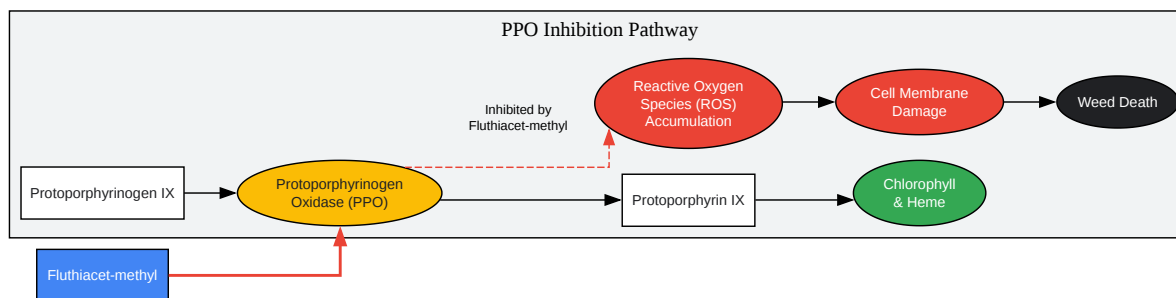 PPO Inhibition Pathway
Reactive Oxygen
Species (ROS)
Accumulation
Cell Membrane
Damage
Weed Death
Inhibited by
Fluthiacet-methyl
Protoporphyrinogen IX
Protoporphyrinogen
Oxidase (PPO)
Protoporphyrin IX
Chlorophyll
& Heme
Fluthiacet-methyl